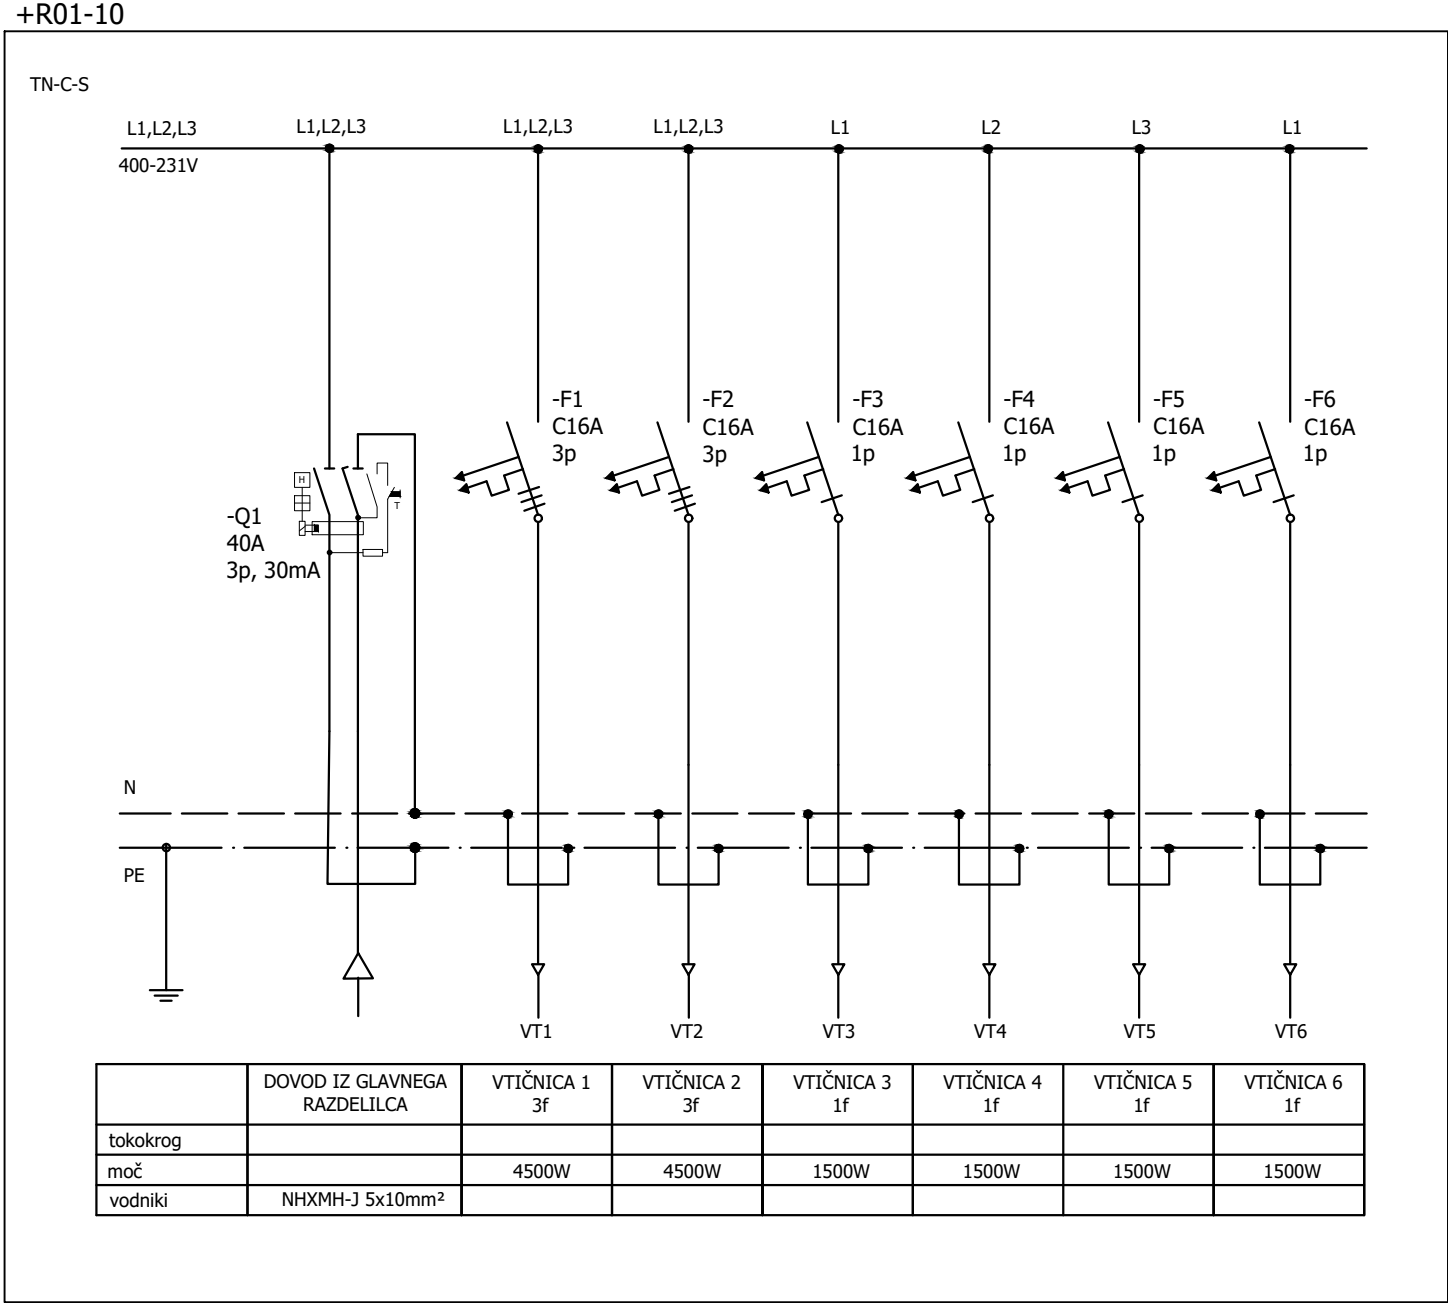 +R01-10
TN-C-S
L1,L2,L3 L1,L2,L3 L1,L2,L3 L1,L2,L3 L1 L2 L3 L1
400-231V
-F1 -F2 -F3 -F4 -F5 -F6
C16A C16A C16A C16A C16A C16A
3p 3p 1p 1p 1p 1p
H
T
-Q1
40A
3p, 30mA
N
PE
VT1 VT2 VT3 VT4 VT5 VT6
DOVOD IZ GLAVNEGA VTIČNICA 1 VTIČNICA 2 VTIČNICA 3 VTIČNICA 4 VTIČNICA 5 VTIČNICA 6
RAZDELILCA 3f 3f 1f 1f 1f 1f
tokokrog
moč 4500W 4500W 1500W 1500W 1500W 1500W
vodniki NHXMH-J 5x10mm²